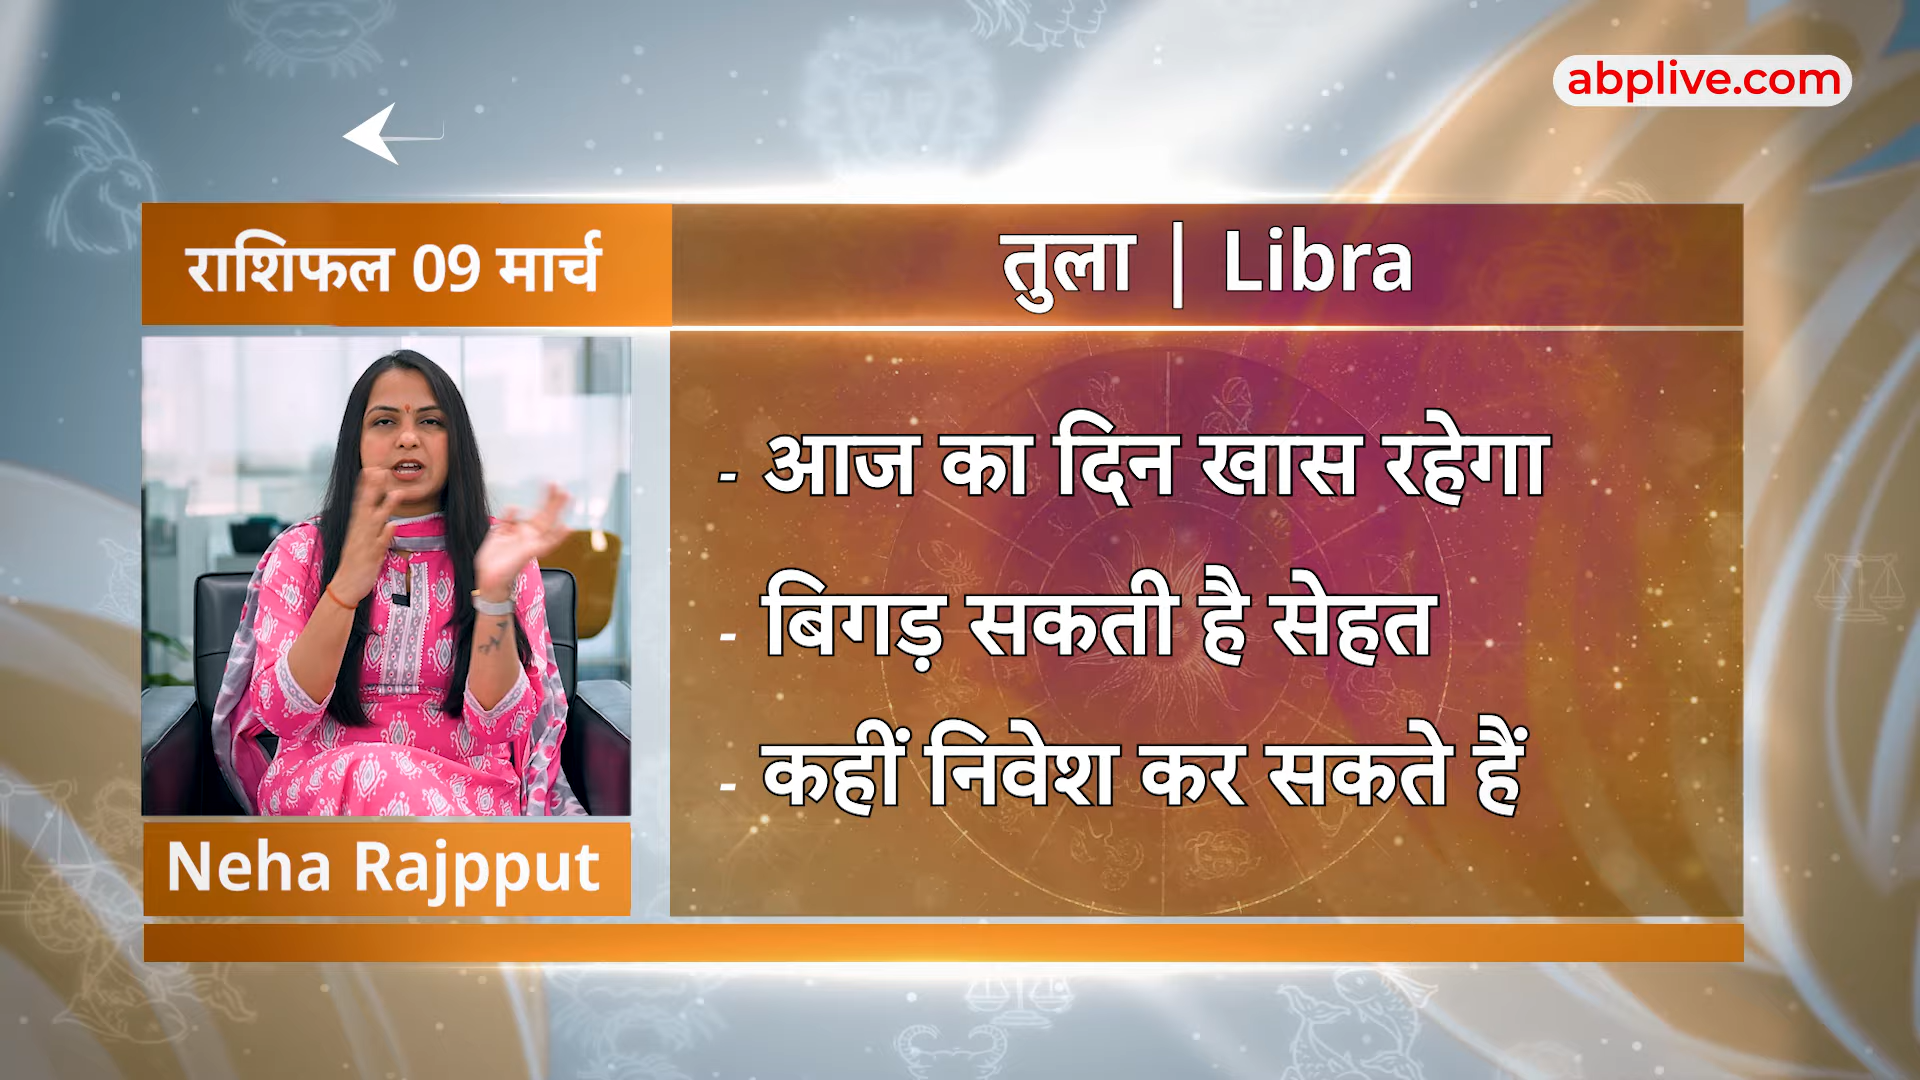 abplive.com
राशिफल 09 मार्च
तुला | Libra
- आज का दिन खास रहेगा
- बिगड़ सकती है सेहत
- कहीं निवेश कर सकते हैं
Neha Rajpput